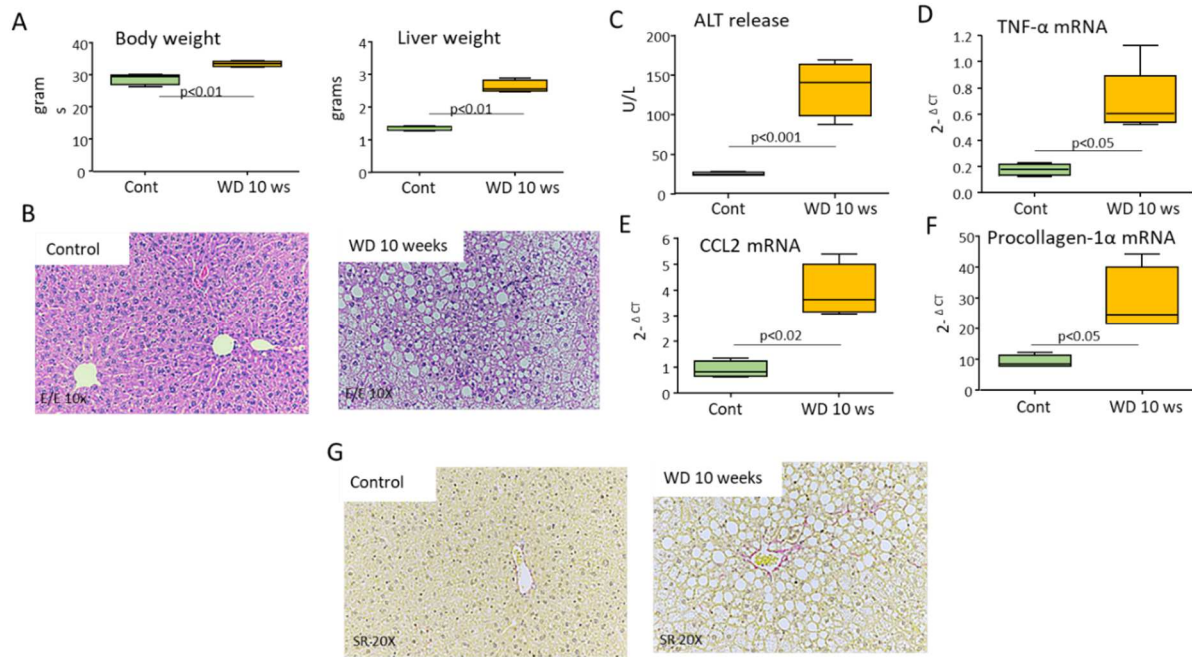 A
Body weight
40
30
20
10
0
gram
s
p<0.01
Cont
WD 10 ws
Liver weight
4
3
2
1
0
grams
p<0.01
Cont
WD 10 ws
B
Control
E/E 10x
WD 10 weeks
E/E 10X
C
ALT release
200
150
100
50
0
U/L
p<0.001
Cont
WD 10 ws
D
TNF-α mRNA
1.2
1.0
0.8
0.6
0.4
0.2
0.0
2- Δ CT
p<0.05
Cont
WD 10 ws
E
CCL2 mRNA
6
5
4
3
2
1
0
2- Δ CT
p<0.02
Cont
WD 10 ws
F
Procollagen-1α mRNA
50
40
30
20
10
0
2- Δ CT
p<0.05
Cont
WD 10 ws
G
Control
SR 20X
WD 10 weeks
SR 20X